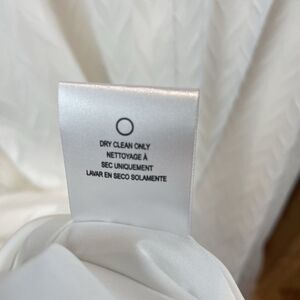 DRY CLEAN ONLY
NETTOYAGE À
SEC UNIQUEMENT
LAVAR EN SECO SOLAMENTE